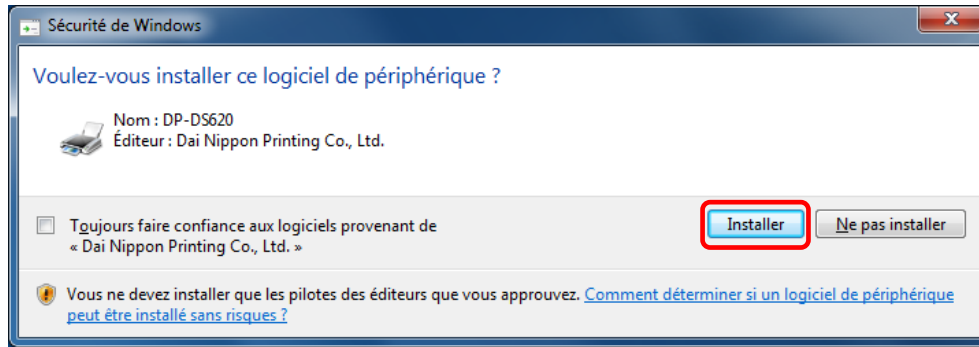 Sécurité de Windows
Voulez-vous installer ce logiciel de périphérique ?
Nom : DP-DS620
Éditeur : Dai Nippon Printing Co., Ltd.
Toujours faire confiance aux logiciels provenant de
« Dai Nippon Printing Co., Ltd. »
Installer
Ne pas installer
Vous ne devez installer que les pilotes des éditeurs que vous approuvez. Comment déterminer si un logiciel de périphérique
peut être installé sans risques ?